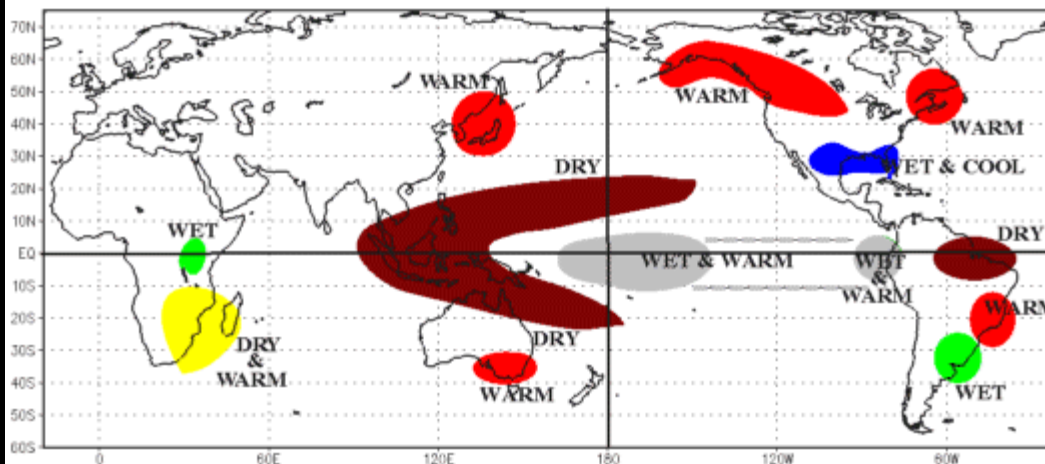 70N
60N
50N
40N
30N
20N
10N
EQ
10S
20S
30S
40S
50S
60S
WARM
WARM
WARM
WET & COOL
DRY
WET
WET & WARM
WET
&
WARM
DRY
DRY
&
WARM
DRY
WARM
WARM
WET
0
60E
120E
180
120W
60W